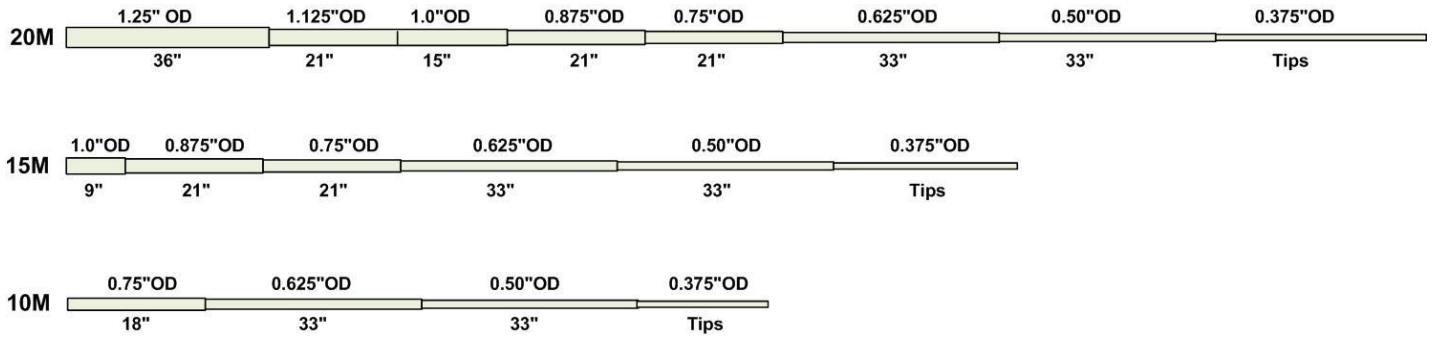 1.25" OD 1.125"OD 1.0"OD 0.875"OD 0.75"OD 0.625"OD 0.50"OD 0.375"OD
20M
36" 21" 15" 21" 21" 33" 33" Tips
1.0"OD 0.875"OD 0.75"OD 0.625"OD 0.50"OD 0.375"OD
15M
9" 21" 21" 33" 33" Tips
0.75"OD 0.625"OD 0.50"OD 0.375"OD
10M
18" 33" 33" Tips